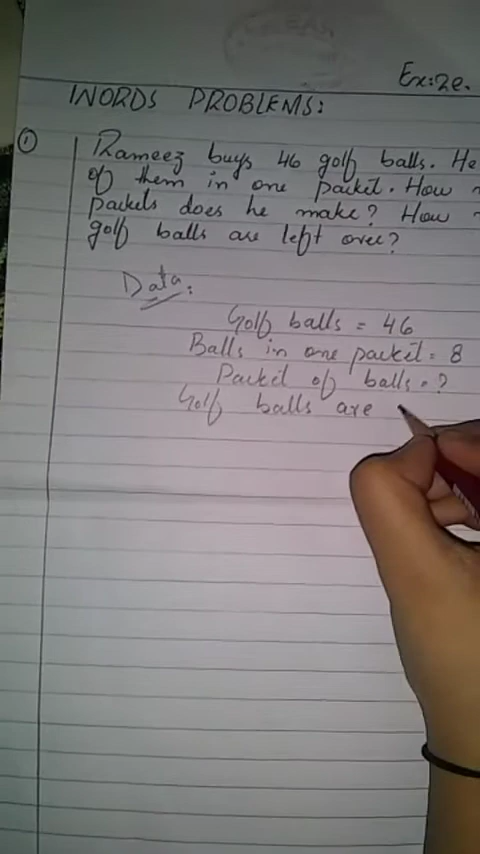 Ex:2e.
WORDS PROBLEMS:
① Rameez buys 46 golf balls. He
of them in one packet. How
packets does he make? How
golf balls are left over?
Data:
Golf balls = 46
Balls in one packet = 8
Packet of balls = ?
Golf balls are